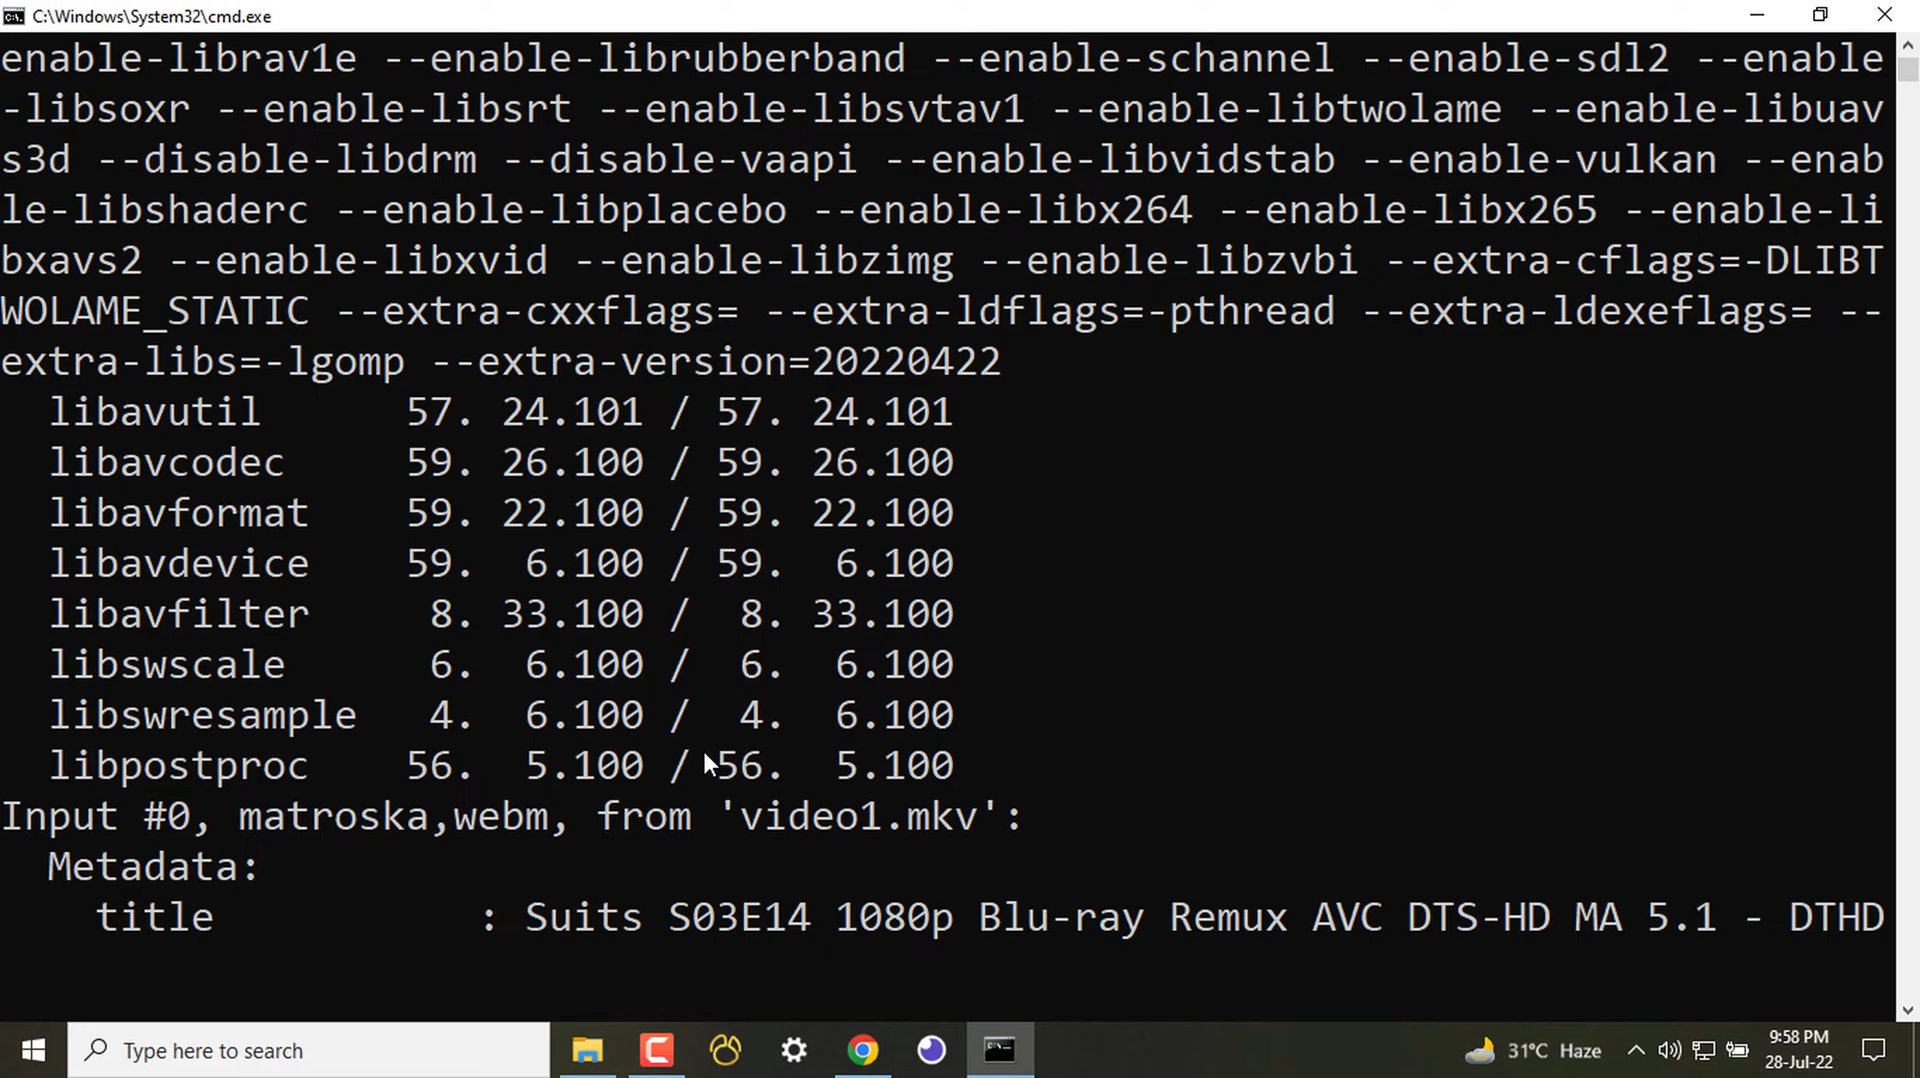 C:\Windows\System32\cmd.exe
enable-librav1e --enable-librubberband --enable-schannel --enable-sdl2 --enable
-libsoxr --enable-libsrt --enable-libsvtav1 --enable-libtwolame --enable-libuav
s3d --disable-libdrm --disable-vaapi --enable-libvidstab --enable-vulkan --enab
le-libshaderc --enable-libplacebo --enable-libx264 --enable-libx265 --enable-li
bxavs2 --enable-libxvid --enable-libzimg --enable-libzvbi --extra-cflags=-DLIBT
WOLAME_STATIC --extra-cxxflags= --extra-ldflags=-pthread --extra-ldexeflags= --
extra-libs=-lgomp --extra-version=20220422
libavutil      57. 24.101 / 57. 24.101
libavcodec     59. 26.100 / 59. 26.100
libavformat    59. 22.100 / 59. 22.100
libavdevice    59.  6.100 / 59.  6.100
libavfilter     8. 33.100 /  8. 33.100
libswscale      6.  6.100 /  6.  6.100
libswresample   4.  6.100 /  4.  6.100
libpostproc    56.  5.100 / 56.  5.100
Input #0, matroska,webm, from 'video1.mkv':
Metadata:
title           : Suits S03E14 1080p Blu-ray Remux AVC DTS-HD MA 5.1 - DTHD
Type here to search
31°C Haze
9:58 PM
28-Jul-22